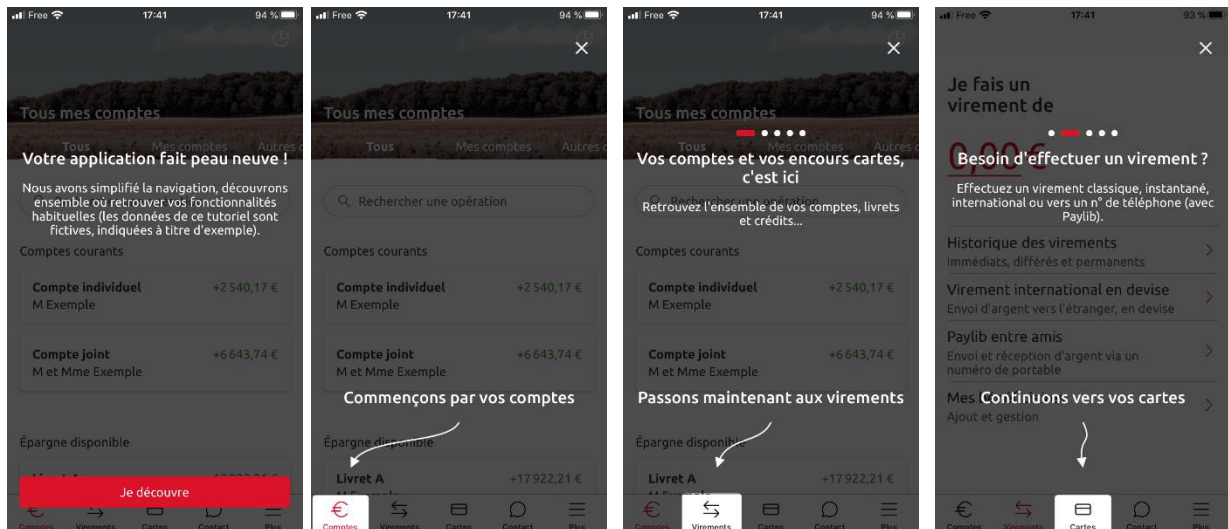 Free 17:41 94 %
Tous mes comptes
Tous Mes comptes Autres
Votre application fait peau neuve !
Nous avons simplifié la navigation, découvrons
ensemble où retrouver vos fonctionnalités
habituelles (les données de ce tutoriel sont
fictives, indiquées à titre d'exemple).
Comptes courants
Compte individuel +2 540,17 €
M Exemple
Compte joint +6 643,74 €
M et Mme Exemple
Épargne disponible
Je découvre
Comptes Virements Cartes Contact Plus
Free 17:41 94 %
Tous mes comptes
Tous Mes comptes Autres
Rechercher une opération
Comptes courants
Compte individuel +2 540,17 €
M Exemple
Compte joint +6 643,74 €
M et Mme Exemple
Commençons par vos comptes
Épargne disponible
Livret A +17 922,21 €
Comptes Virements Cartes Contact Plus
Free 17:41 94 %
Tous mes comptes
Tous Mes comptes Autres
Vos comptes et vos encours cartes,
c'est ici
Rechercher une opération
Retrouvez l'ensemble de vos comptes, livrets
et crédits...
Comptes courants
Compte individuel +2 540,17 €
M Exemple
Compte joint +6 643,74 €
M et Mme Exemple
Passons maintenant aux virements
Épargne disponible
Livret A +17 922,21 €
Comptes Virements Cartes Contact Plus
Free 17:41 93 %
Je fais un
virement de
0,00 €
Besoin d'effectuer un virement ?
Effectuez un virement classique, instantané,
international ou vers un n° de téléphone (avec
Paylib).
Historique des virements
Immédiats, différés et permanents
Virement international en devise
Envoi d'argent vers l'étranger, en devise
Paylib entre amis
Envoi et réception d'argent via un
numéro de portable
Mes
Continuons vers vos cartes
Ajout et gestion
Comptes Virements Cartes Contact Plus